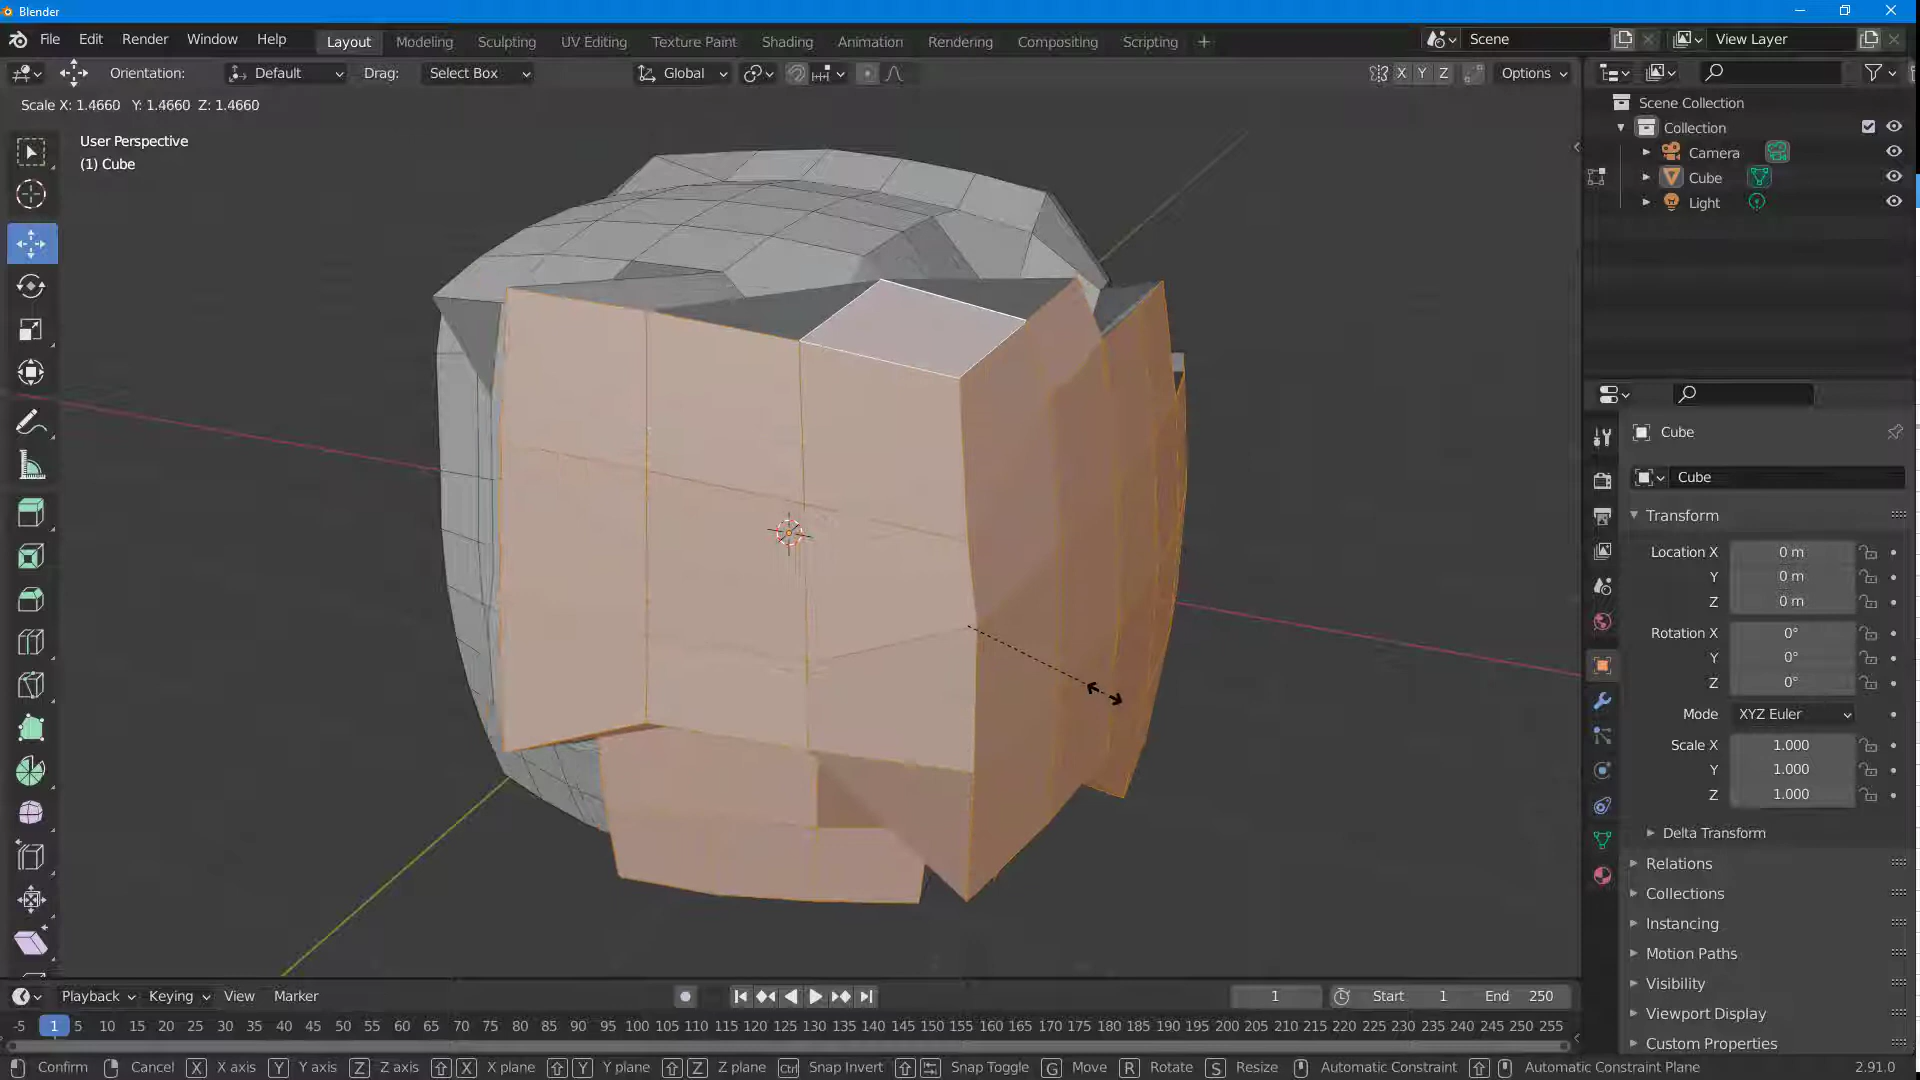 Blender
File Edit Render Window Help Layout Modeling Sculpting UV Editing Texture Paint Shading Animation Rendering Compositing Scripting Scene View Layer
Orientation: Default Drag: Select Box Global X Y Z Options
Scale X: 1.4660 Y: 1.4660 Z: 1.4660
User Perspective
(1) Cube
Scene Collection
Collection
Camera
Cube
Light
Cube
Cube
Transform
Location X 0 m
Y 0 m
Z 0 m
Rotation X 0°
Y 0°
Z 0°
Mode XYZ Euler
Scale X 1.000
Y 1.000
Z 1.000
Delta Transform
Relations
Collections
Instancing
Motion Paths
Visibility
Viewport Display
Custom Properties
Playback Keying View Marker 1 Start 1 End 250
-5 1 5 10 15 20 25 30 35 40 45 50 55 60 65 70 75 80 85 90 95 100 105 110 115 120 125 130 135 140 145 150 155 160 165 170 175 180 185 190 195 200 205 210 215 220 225 230 235 240 245 250 255
Confirm Cancel X X axis Y Y axis Z Z axis X X plane Y Y plane Z Z plane Ctrl Snap Invert Snap Toggle G Move R Rotate S Resize Automatic Constraint Automatic Constraint Plane 2.91.0